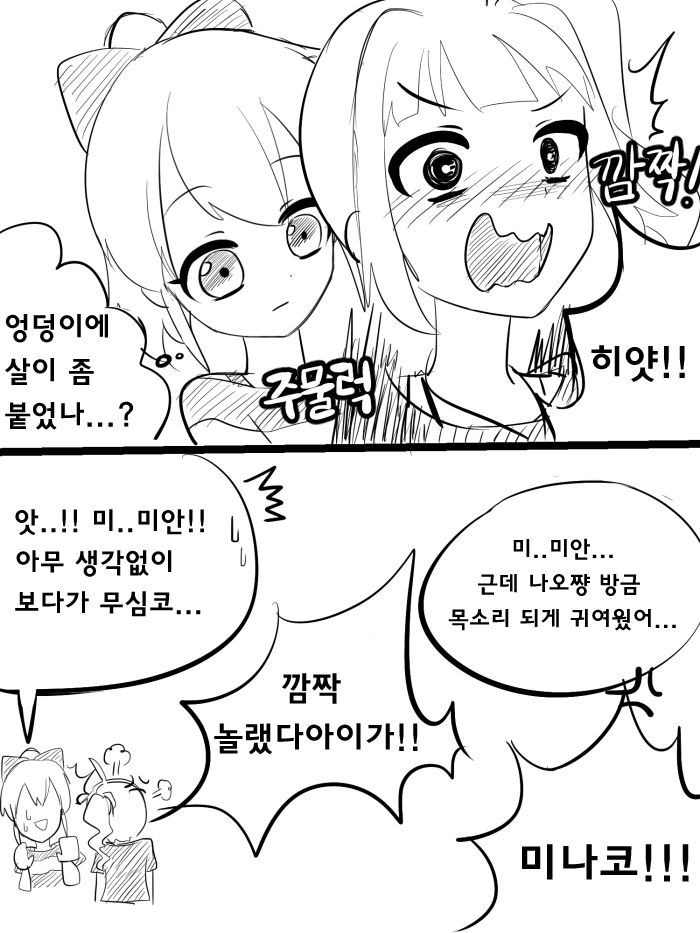 엉덩이에
살이 좀
붙었나...?
주물럭
깜짝!
히얏!!
앗..!! 미..미안!!
아무 생각없이
보다가 무심코...
미..미안...
근데 나오쨩 방금
목소리 되게 귀여웠어...
깜짝
놀랬다아이가!!
미나코!!!